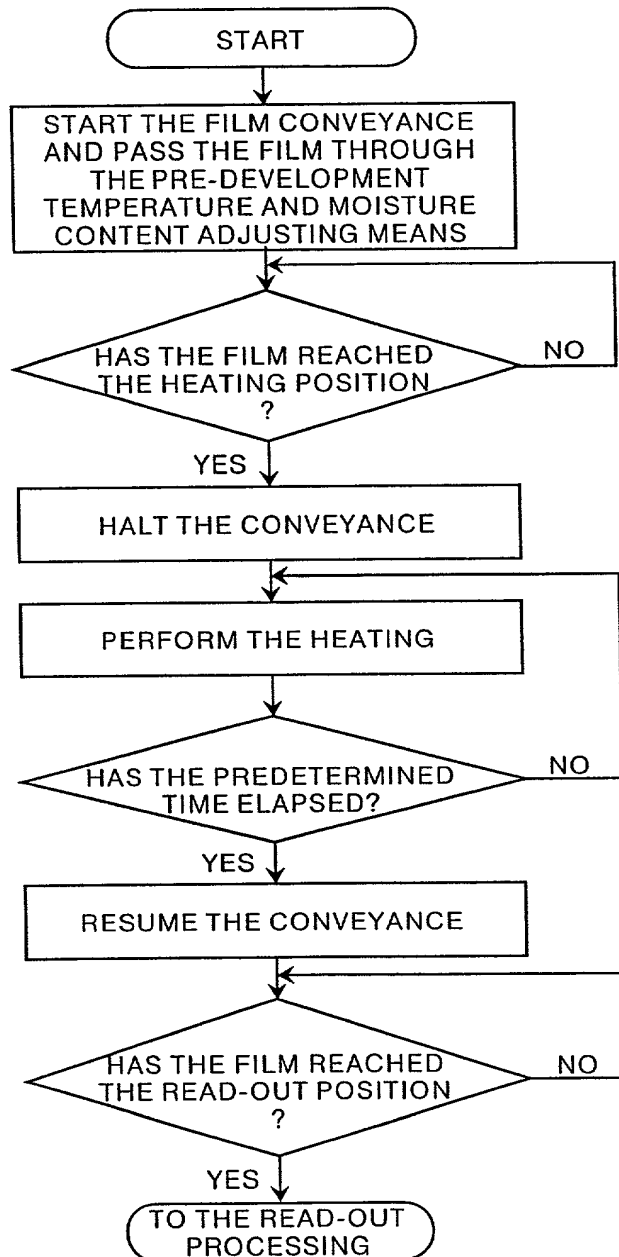 START
START THE FILM CONVEYANCE
AND PASS THE FILM THROUGH
THE PRE-DEVELOPMENT
TEMPERATURE AND MOISTURE
CONTENT ADJUSTING MEANS
HAS THE FILM REACHED
THE HEATING POSITION
?
NO
YES
HALT THE CONVEYANCE
PERFORM THE HEATING
HAS THE PREDETERMINED
TIME ELAPSED?
NO
YES
RESUME THE CONVEYANCE
HAS THE FILM REACHED
THE READ-OUT POSITION
?
NO
YES
TO THE READ-OUT
PROCESSING